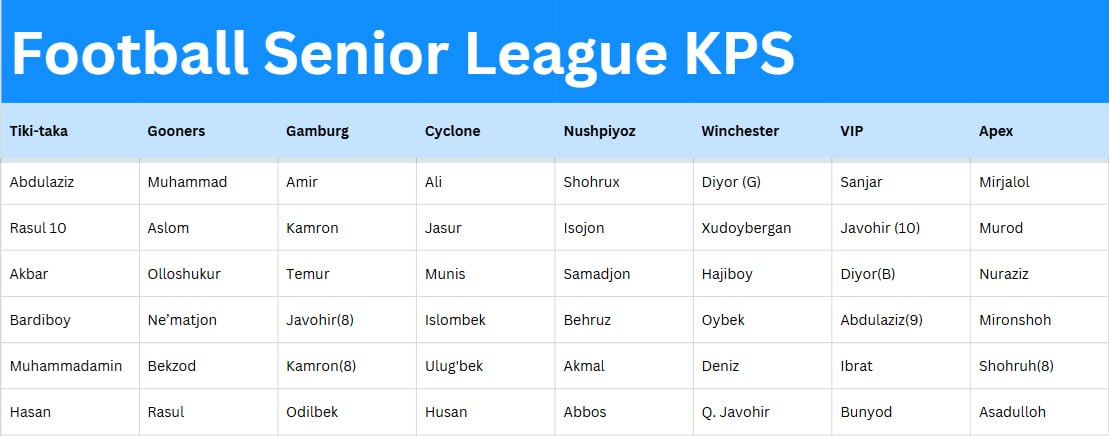 Football Senior League KPS
Tiki-taka Gooners Gamburg Cyclone Nushpiyoz Winchester VIP Apex
Abdulaziz Muhammad Amir Ali Shohrux Diyor (G) Sanjar Mirjalol
Rasul 10 Aslom Kamron Jasur Isojon Xudoybergan Javohir (10) Murod
Akbar Olloshukur Temur Munis Samadjon Hajiboy Diyor(B) Nuraziz
Bardiboy Ne’matjon Javohir(8) Islombek Behruz Oybek Abdulaziz(9) Mironshoh
Muhammadamin Bekzod Kamron(8) Ulug'bek Akmal Deniz Ibrat Shohruh(8)
Hasan Rasul Odilbek Husan Abbos Q. Javohir Bunyod Asadulloh